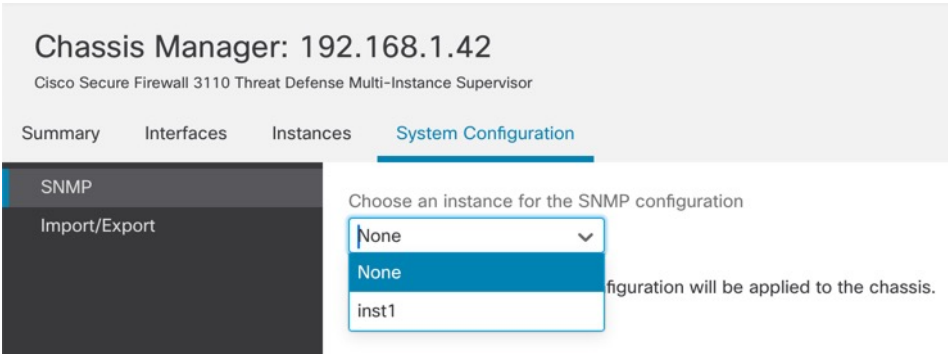 Chassis Manager: 192.168.1.42
Cisco Secure Firewall 3110 Threat Defense Multi-Instance Supervisor
Summary Interfaces Instances System Configuration
SNMP
Import/Export
Choose an instance for the SNMP configuration
None
None
figuration will be applied to the chassis.
inst1